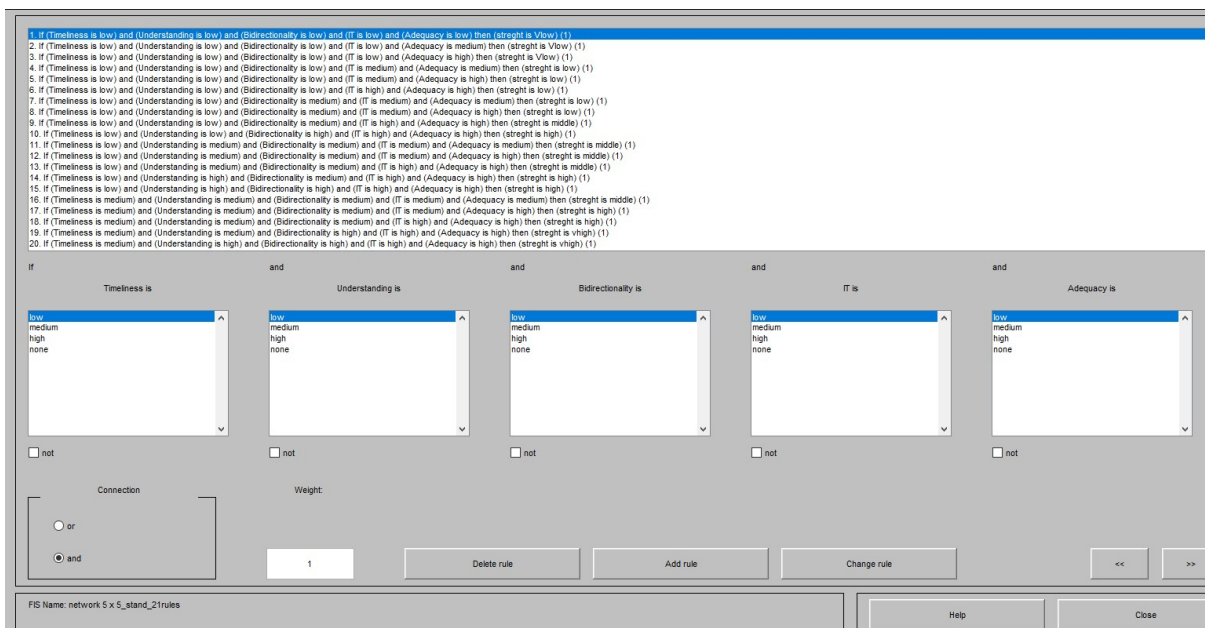 1. If (Timeliness is low) and (Understanding is low) and (Bidirectionality is low) and (IT is low) and (Adequacy is low) then (streght is Vlow) (1)
2. If (Timeliness is low) and (Understanding is low) and (Bidirectionality is low) and (IT is low) and (Adequacy is medium) then (streght is Vlow) (1)
3. If (Timeliness is low) and (Understanding is low) and (Bidirectionality is low) and (IT is low) and (Adequacy is high) then (streght is Vlow) (1)
4. If (Timeliness is low) and (Understanding is low) and (Bidirectionality is low) and (IT is medium) and (Adequacy is medium) then (streght is low) (1)
5. If (Timeliness is low) and (Understanding is low) and (Bidirectionality is low) and (IT is medium) and (Adequacy is high) then (streght is low) (1)
6. If (Timeliness is low) and (Understanding is low) and (Bidirectionality is low) and (IT is high) and (Adequacy is high) then (streght is low) (1)
7. If (Timeliness is low) and (Understanding is low) and (Bidirectionality is medium) and (IT is medium) and (Adequacy is medium) then (streght is low) (1)
8. If (Timeliness is low) and (Understanding is low) and (Bidirectionality is medium) and (IT is medium) and (Adequacy is high) then (streght is low) (1)
9. If (Timeliness is low) and (Understanding is low) and (Bidirectionality is medium) and (IT is high) and (Adequacy is high) then (streght is middle) (1)
10. If (Timeliness is low) and (Understanding is low) and (Bidirectionality is high) and (IT is high) and (Adequacy is high) then (streght is high) (1)
11. If (Timeliness is low) and (Understanding is medium) and (Bidirectionality is medium) and (IT is medium) and (Adequacy is medium) then (streght is middle) (1)
12. If (Timeliness is low) and (Understanding is medium) and (Bidirectionality is medium) and (IT is medium) and (Adequacy is high) then (streght is middle) (1)
13. If (Timeliness is low) and (Understanding is medium) and (Bidirectionality is medium) and (IT is high) and (Adequacy is high) then (streght is middle) (1)
14. If (Timeliness is low) and (Understanding is high) and (Bidirectionality is medium) and (IT is high) and (Adequacy is high) then (streght is high) (1)
15. If (Timeliness is low) and (Understanding is high) and (Bidirectionality is high) and (IT is high) and (Adequacy is high) then (streght is high) (1)
16. If (Timeliness is medium) and (Understanding is medium) and (Bidirectionality is medium) and (IT is medium) and (Adequacy is medium) then (streght is middle) (1)
17. If (Timeliness is medium) and (Understanding is medium) and (Bidirectionality is medium) and (IT is medium) and (Adequacy is high) then (streght is high) (1)
18. If (Timeliness is medium) and (Understanding is medium) and (Bidirectionality is medium) and (IT is high) and (Adequacy is high) then (streght is high) (1)
19. If (Timeliness is medium) and (Understanding is medium) and (Bidirectionality is high) and (IT is high) and (Adequacy is high) then (streght is vhigh) (1)
20. If (Timeliness is medium) and (Understanding is high) and (Bidirectionality is high) and (IT is high) and (Adequacy is high) then (streght is vhigh) (1)
If and and and and
Timeliness is Understanding is Bidirectionality is IT is Adequacy is
low low low low low
medium medium medium medium medium
high high high high high
none none none none none
not not not not not
Connection Weight:
or
and 1 Delete rule Add rule Change rule << >>
FIS Name: network 5 x 5_stand_21rules Help Close